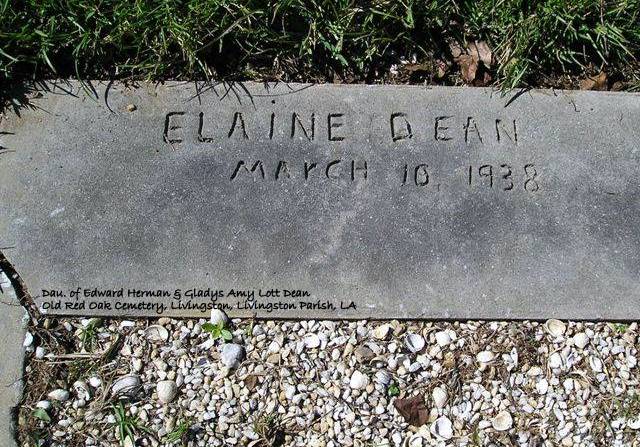 ELAINE DEAN
MARCH 10, 1938
Dau. of Edward Herman & Gladys Amy Lott Dean
Old Red Oak Cemetery, Livingston, Livingston Parish, LA